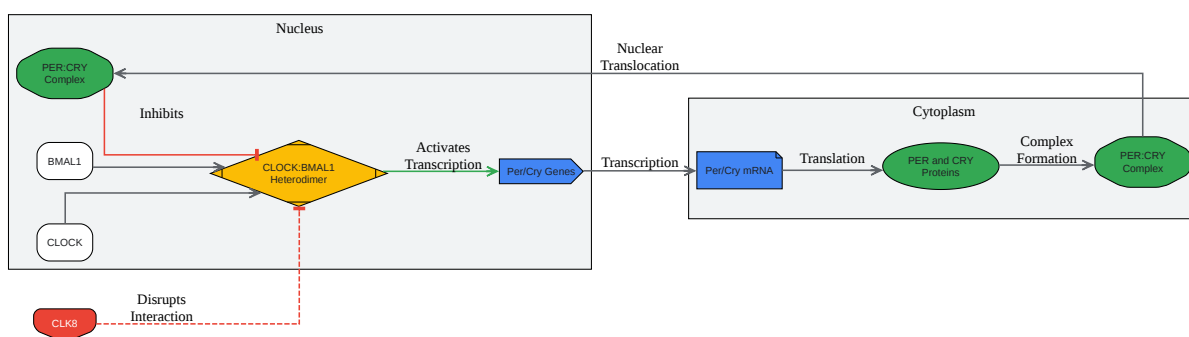 Nucleus
PER:CRY
Complex
Nuclear
Translocation
Inhibits
Cytoplasm
BMAL1
CLOCK:BMAL1
Heterodimer
Activates
Transcription
Per/Cry Genes
Transcription
Per/Cry mRNA
Translation
PER and CRY
Proteins
Complex
Formation
PER:CRY
Complex
CLOCK
Disrupts
Interaction
CLK8